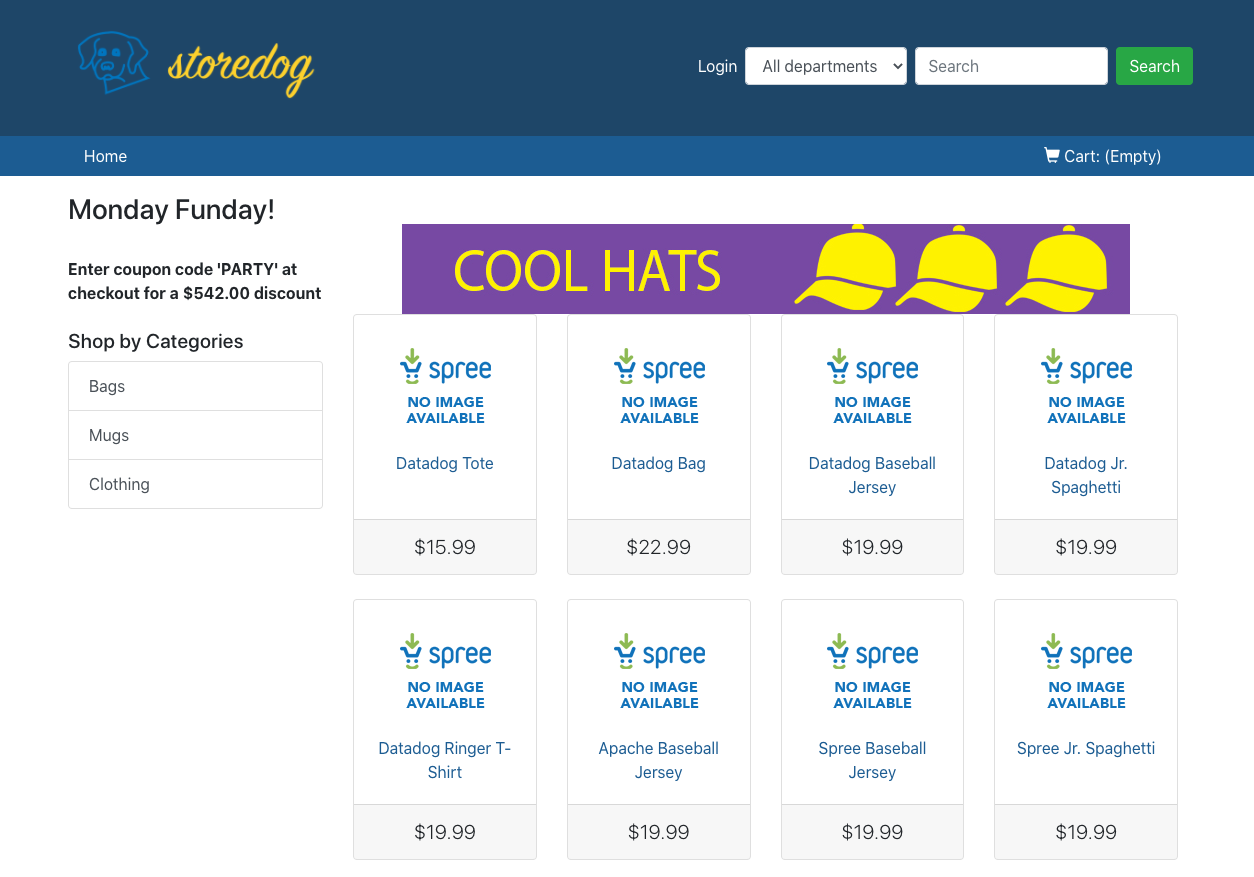 storedog
Login
All departments
Search
Search
Home
Cart: (Empty)
Monday Funday!
Enter coupon code 'PARTY' at
checkout for a $542.00 discount
Shop by Categories
Bags
Mugs
Clothing
COOL HATS
spree
NO IMAGE
AVAILABLE
Datadog Tote
$15.99
spree
NO IMAGE
AVAILABLE
Datadog Bag
$22.99
spree
NO IMAGE
AVAILABLE
Datadog Baseball
Jersey
$19.99
spree
NO IMAGE
AVAILABLE
Datadog Jr.
Spaghetti
$19.99
spree
NO IMAGE
AVAILABLE
Datadog Ringer T-
Shirt
$19.99
spree
NO IMAGE
AVAILABLE
Apache Baseball
Jersey
$19.99
spree
NO IMAGE
AVAILABLE
Spree Baseball
Jersey
$19.99
spree
NO IMAGE
AVAILABLE
Spree Jr. Spaghetti
$19.99